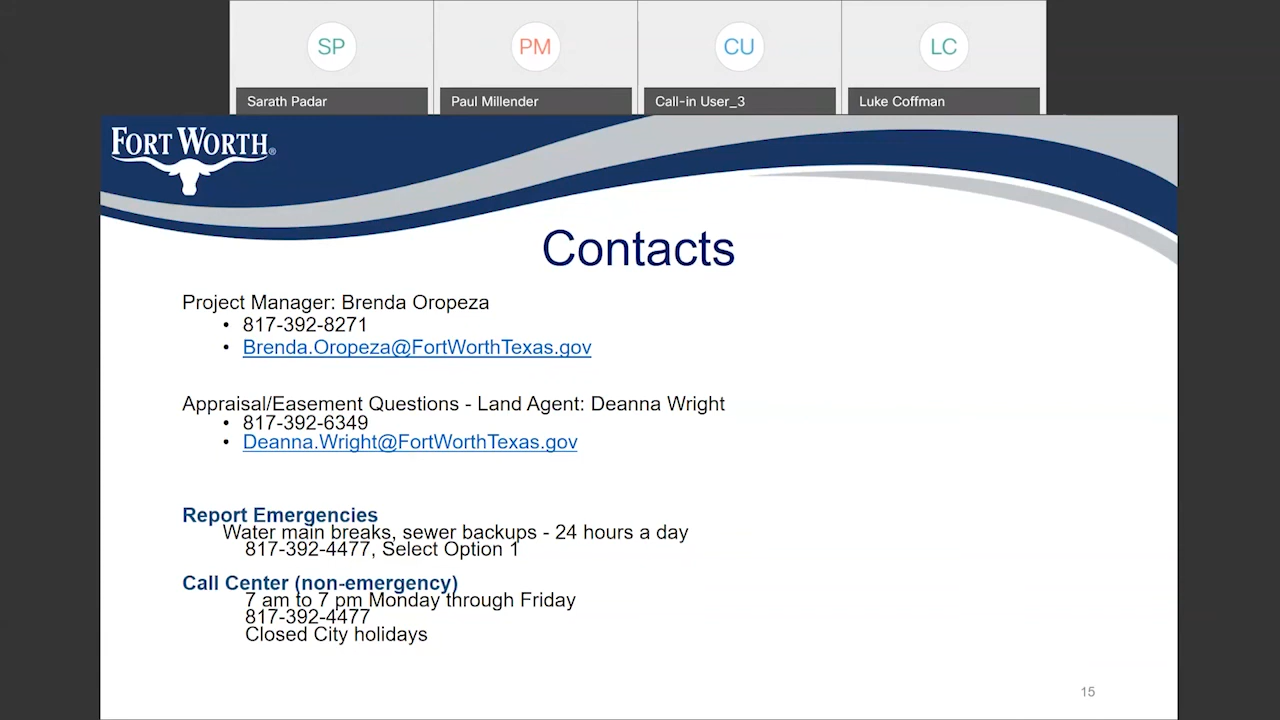 SP
PM
CU
LC
Sarath Padar
Paul Millender
Call-in User_3
Luke Coffman
FORT WORTH®
Contacts
Project Manager: Brenda Oropeza
• 817-392-8271
• Brenda.Oropeza@FortWorthTexas.gov
Appraisal/Easement Questions - Land Agent: Deanna Wright
• 817-392-6349
• Deanna.Wright@FortWorthTexas.gov
Report Emergencies
Water main breaks, sewer backups - 24 hours a day
817-392-4477, Select Option 1
Call Center (non-emergency)
7 am to 7 pm Monday through Friday
817-392-4477
Closed City holidays
15